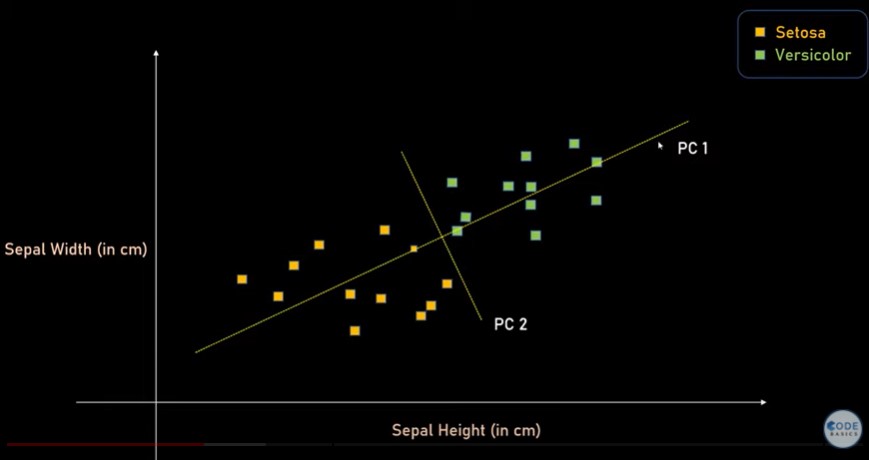 Setosa
Versicolor
PC 1
Sepal Width (in cm)
PC 2
Sepal Height (in cm)
CODE
BASICS